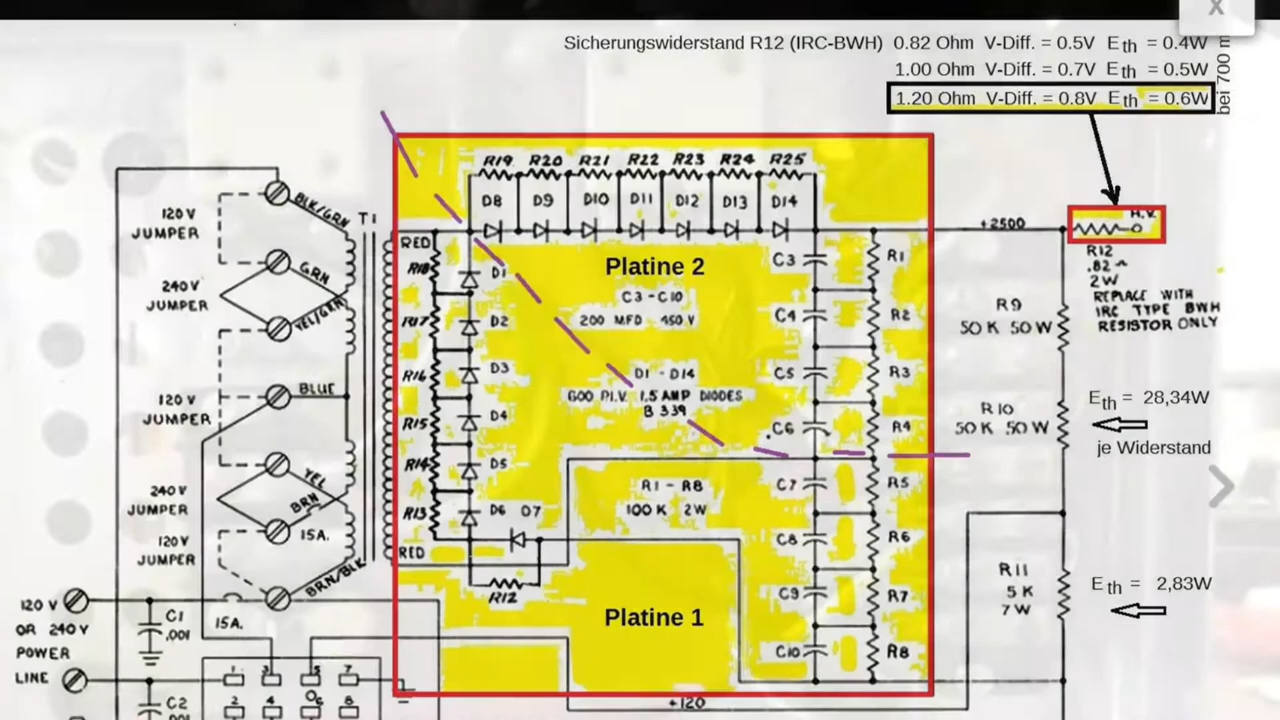 X
Sicherungswiderstand R12 (IRC-BWH) 0.82 Ohm V-Diff. = 0.5V Eth = 0.4W
1.00 Ohm V-Diff. = 0.7V Eth = 0.5W
1.20 Ohm V-Diff. = 0.8V Eth = 0.6W
bei 700 m
R19 R20 R21 R22 R23 R24 R25
D8 D9 D10 D11 D12 D13 D14
BLK/GRN
T1
120 V
JUMPER
GRN
240 V
JUMPER
YEL/GRN
BLUE
120 V
JUMPER
YEL
240 V
JUMPER
BRN
15A.
120 V
JUMPER
BRN/BLK
RED
R18
R17
R16
R15
R14
R13
RED
D1
D2
D3
D4
D5
D6 D7
R12
Platine 2
C3 - C10
200 MFD 450 V
D1 - D14
600 P.I.V. 1.5 AMP DIODES
B 339
R1 - R8
100 K 2W
Platine 1
C3
C4
C5
C6
C7
C8
C9
C10
R1
R2
R3
R4
R5
R6
R7
R8
+2500
H.V.
R12
.82
2W
REPLACE WITH
IRC TYPE BWH
RESISTOR ONLY
R9
50 K 50 W
R10
50 K 50 W
Eth = 28,34W
je Widerstand
R11
5 K
7 W
Eth = 2,83W
120 V
OR 240 V
POWER
LINE
C1
.001
15A.
C2
.001
1 3 5 7
2 4 6 8
+120